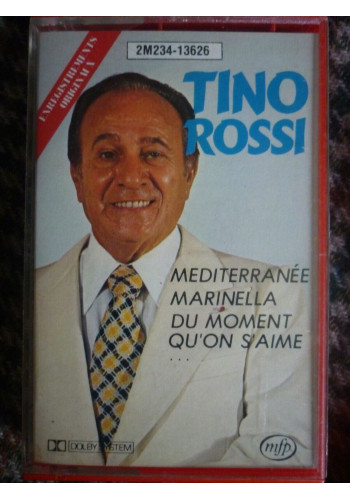 2M234-13626
ENREGISTREMENTS
ORIGINAUX
TINO
ROSSI
MEDITERRANÉE
MARINELLA
DU MOMENT
QU'ON S'AIME
...
DOLBY SYSTEM
mfp